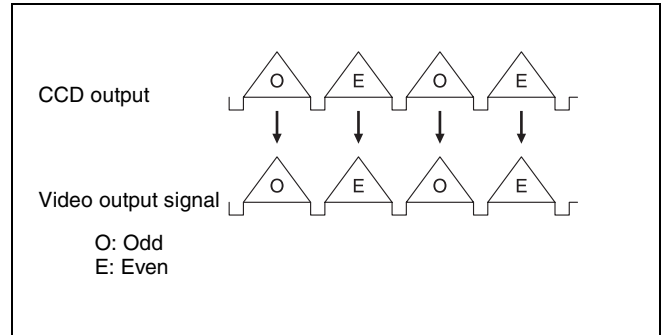 CCD output
O E O E
Video output signal
O E O E
O: Odd
E: Even